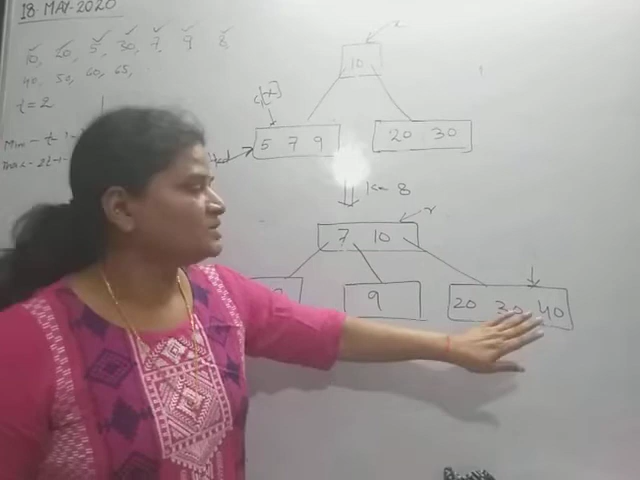 18 MAY-2020
10, 20, 5, 30, 7, 9, 8
40, 50, 60, 65,
t=2
x
10
c[x]
5 7 9
20 30
K= 8
r
7 10
9
20 30 40